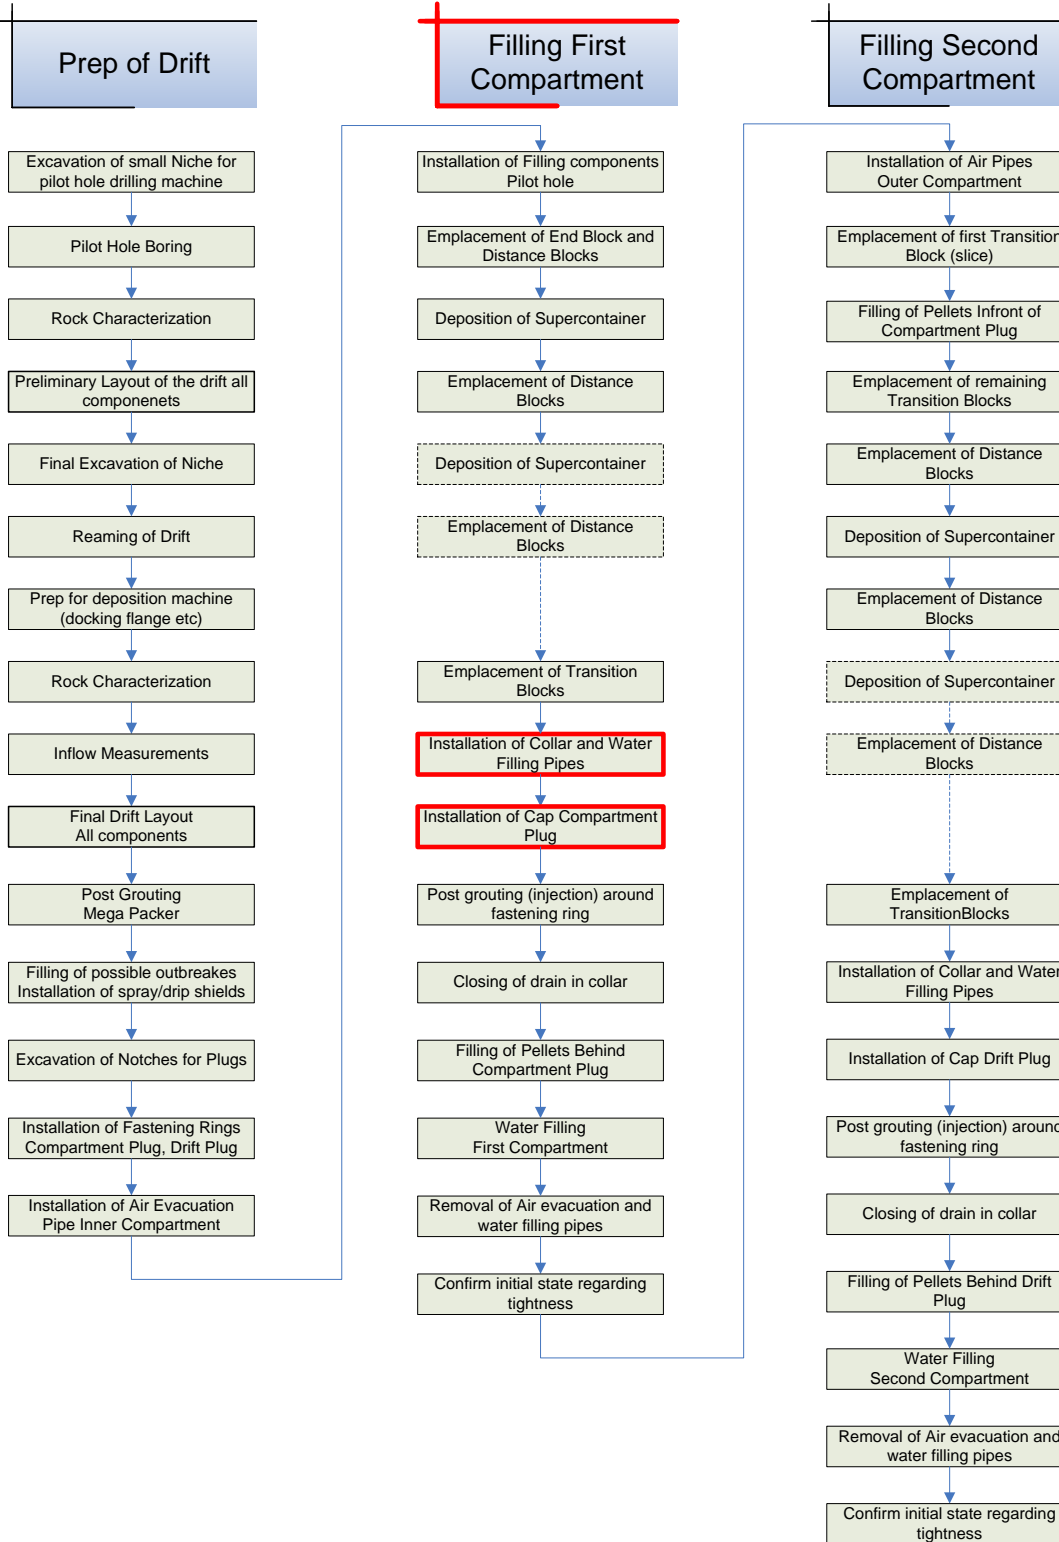 Prep of Drift
Excavation of small Niche for
pilot hole drilling machine
Pilot Hole Boring
Rock Characterization
Preliminary Layout of the drift all
componenets
Final Excavation of Niche
Reaming of Drift
Prep for deposition machine
(docking flange etc)
Rock Characterization
Inflow Measurements
Final Drift Layout
All components
Post Grouting
Mega Packer
Filling of possible outbreakes
Installation of spray/drip shields
Excavation of Notches for Plugs
Installation of Fastening Rings
Compartment Plug, Drift Plug
Installation of Air Evacuation
Pipe Inner Compartment
Filling First
Compartment
Installation of Filling components
Pilot hole
Emplacement of End Block and
Distance Blocks
Deposition of Supercontainer
Emplacement of Distance
Blocks
Deposition of Supercontainer
Emplacement of Distance
Blocks
Emplacement of Transition
Blocks
Installation of Collar and Water
Filling Pipes
Installation of Cap Compartment
Plug
Post grouting (injection) around
fastening ring
Closing of drain in collar
Filling of Pellets Behind
Compartment Plug
Water Filling
First Compartment
Removal of Air evacuation and
water filling pipes
Confirm initial state regarding
tightness
Filling Second
Compartment
Installation of Air Pipes
Outer Compartment
Emplacement of first Transition
Block (slice)
Filling of Pellets Infront of
Compartment Plug
Emplacement of remaining
Transition Blocks
Emplacement of Distance
Blocks
Deposition of Supercontainer
Emplacement of Distance
Blocks
Deposition of Supercontainer
Emplacement of Distance
Blocks
Emplacement of
TransitionBlocks
Installation of Collar and Water
Filling Pipes
Installation of Cap Drift Plug
Post grouting (injection) around
fastening ring
Closing of drain in collar
Filling of Pellets Behind Drift
Plug
Water Filling
Second Compartment
Removal of Air evacuation and
water filling pipes
Confirm initial state regarding
tightness